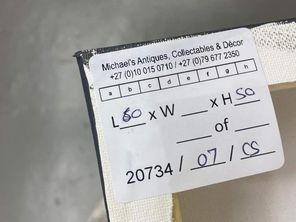 Michael's Antiques, Collectables & Décor
+27 (0)10 015 0710 / +27 (0)79 677 2350
a b c d e f g h
L 60 x W ___ x H 50
___ of ___
20734 / 07 / CS